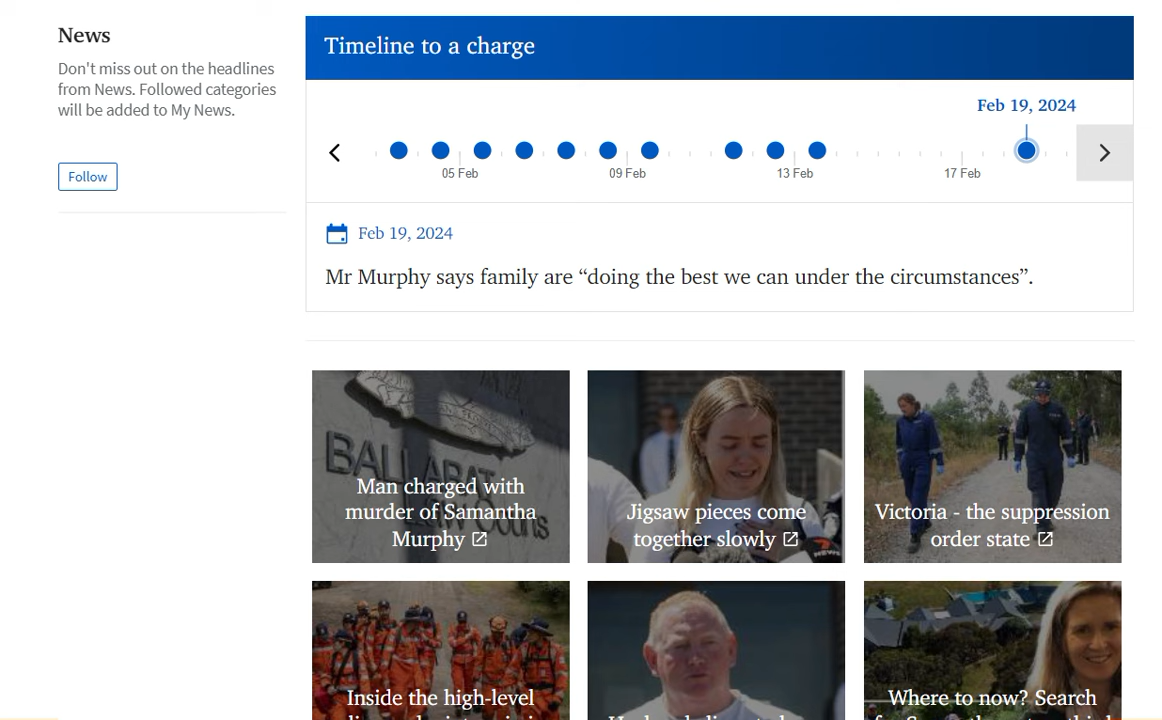 News
Don't miss out on the headlines
from News. Followed categories
will be added to My News.
Follow
Timeline to a charge
Feb 19, 2024
05 Feb
09 Feb
13 Feb
17 Feb
Feb 19, 2024
Mr Murphy says family are “doing the best we can under the circumstances”.
BALLARAT
Man charged with
murder of Samantha
Murphy
Jigsaw pieces come
together slowly
7
NEWS
Victoria - the suppression
order state
Inside the high-level
Where to now? Search